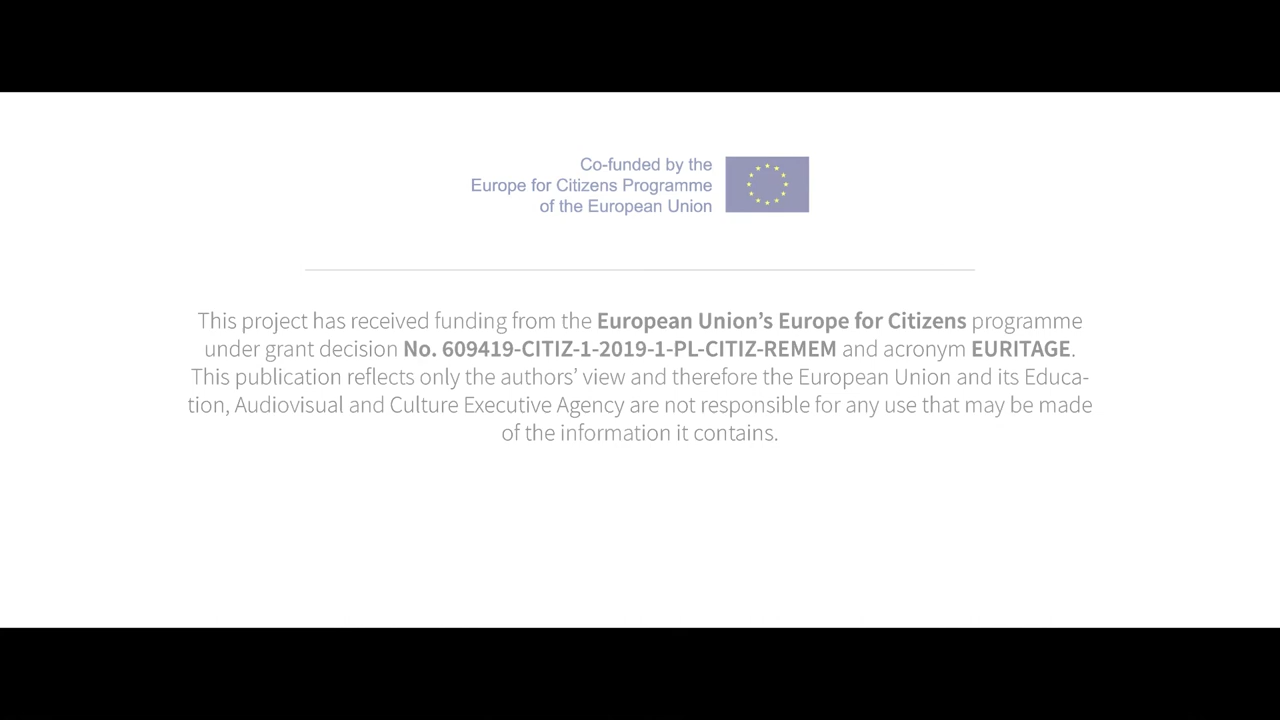 Co-funded by the
Europe for Citizens Programme
of the European Union
This project has received funding from the European Union’s Europe for Citizens programme
under grant decision No. 609419-CITIZ-1-2019-1-PL-CITIZ-REMEM and acronym EURITAGE.
This publication reflects only the authors’ view and therefore the European Union and its Educa-
tion, Audiovisual and Culture Executive Agency are not responsible for any use that may be made
of the information it contains.